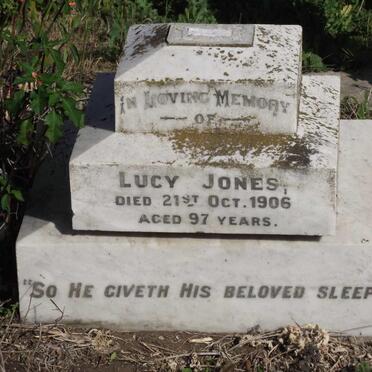 In Loving Memory
— OF —
LUCY JONES,
DIED 21ST OCT. 1906
AGED 97 YEARS.
"SO HE GIVETH HIS BELOVED SLEEP